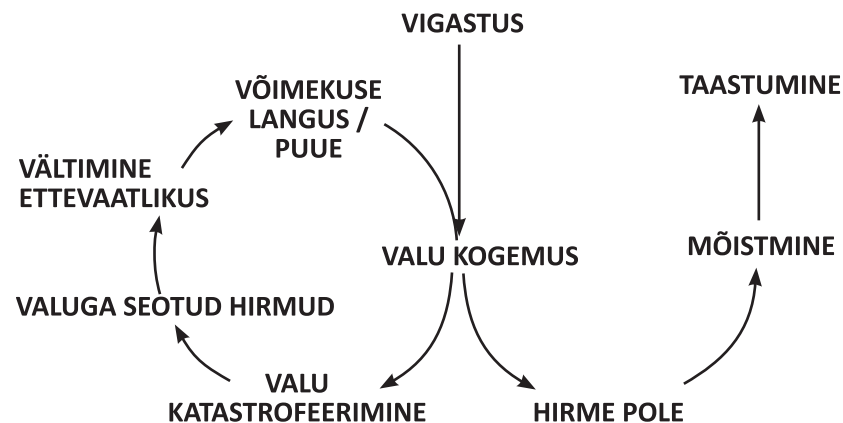 VIGASTUS
VÕIMEKUSE
LANGUS /
PUUE
TAASTUMINE
VÄLTIMINE
ETTEVAATLIKUS
VALU KOGEMUS
MÕISTMINE
VALUGA SEOTUD HIRMUD
VALU
KATASTROFEERIMINE
HIRME POLE